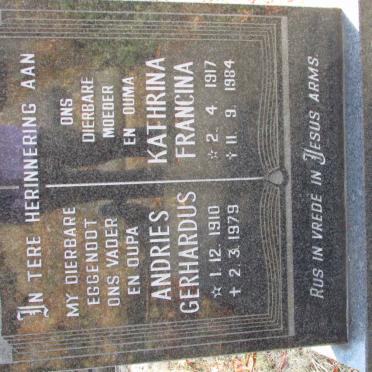 IN TERE HERINNERING AAN
MY DIERBARE
EGGENOOT
ONS VADER
EN OUPA
ANDRIES
GERHARDUS
☆ 1. 12. 1910
✝ 2. 3. 1979
ONS
DIERBARE
MOEDER
EN OUMA
KATHRINA
FRANCINA
☆ 2. 4 1917
✝ 11. 9. 1984
RUS IN VREDE IN JESUS ARMS.